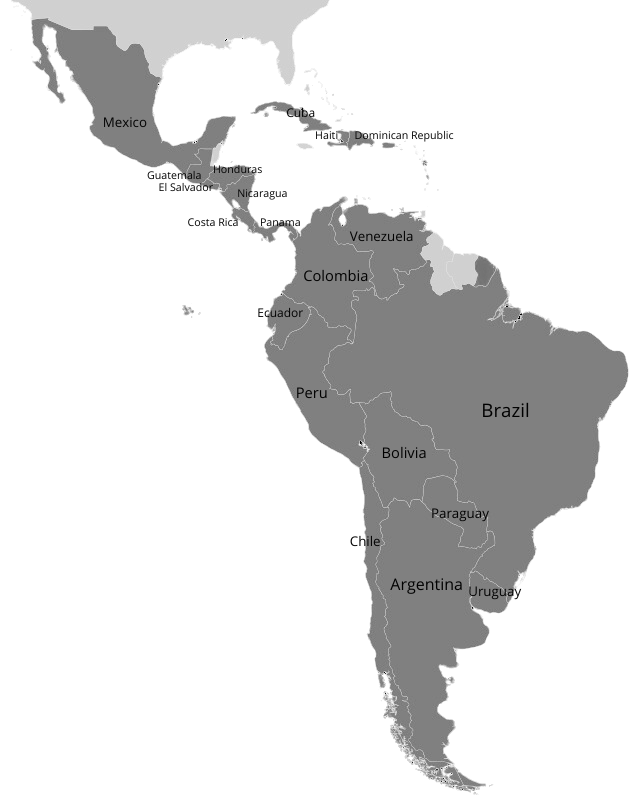 Cuba
Mexico
Haiti
Dominican Republic
Honduras
Guatemala
El Salvador
Nicaragua
Costa Rica
Panama
Venezuela
Colombia
Ecuador
Peru
Brazil
Bolivia
Paraguay
Chile
Argentina
Uruguay